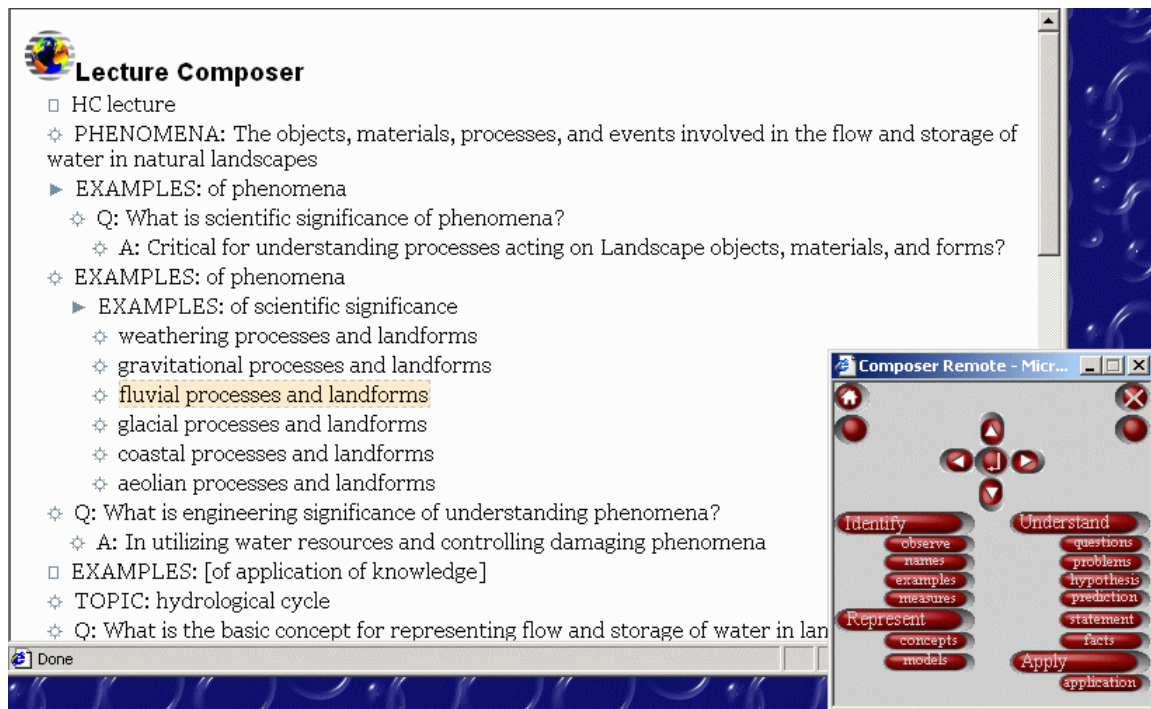 Lecture Composer
HC lecture
PHENOMENA: The objects, materials, processes, and events involved in the flow and storage of
water in natural landscapes
EXAMPLES: of phenomena
Q: What is scientific significance of phenomena?
A: Critical for understanding processes acting on Landscape objects, materials, and forms?
EXAMPLES: of phenomena
EXAMPLES: of scientific significance
weathering processes and landforms
gravitational processes and landforms
fluvial processes and landforms
glacial processes and landforms
coastal processes and landforms
aeolian processes and landforms
Q: What is engineering significance of understanding phenomena?
A: In utilizing water resources and controlling damaging phenomena
EXAMPLES: [of application of knowledge]
TOPIC: hydrological cycle
Q: What is the basic concept for representing flow and storage of water in lan
Done
Composer Remote - Micr...
Identify
observe
names
examples
measures
Represent
concepts
models
Understand
questions
problems
hypothesis
prediction
statement
facts
Apply
application